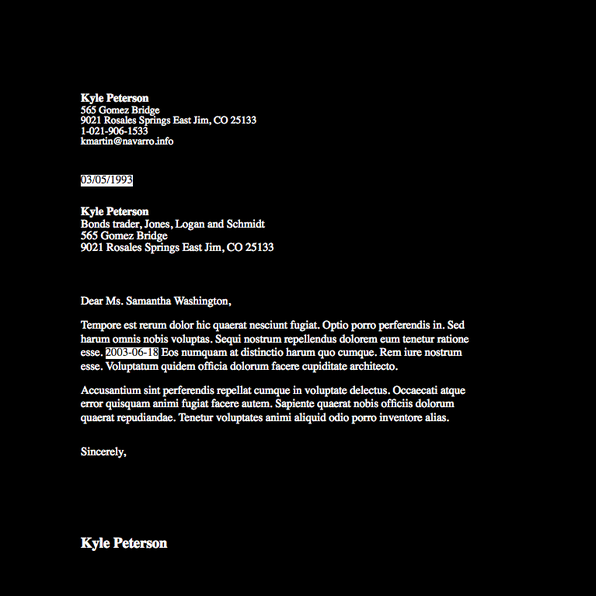 Kyle Peterson
565 Gomez Bridge
9021 Rosales Springs East Jim, CO 25133
1-021-906-1533
kmartin@navarro.info
03/05/1993
Kyle Peterson
Bonds trader, Jones, Logan and Schmidt
565 Gomez Bridge
9021 Rosales Springs East Jim, CO 25133
Dear Ms. Samantha Washington,
Tempore est rerum dolor hic quaerat nesciunt fugiat. Optio porro perferendis in. Sed
harum omnis nobis voluptas. Sequi nostrum repellendus dolorem eum tenetur ratione
esse. 2003-06-18 Eos numquam at distinctio harum quo cumque. Rem iure nostrum
esse. Voluptatum quidem officia dolorum facere cupiditate architecto.
Accusantium sint perferendis repellat cumque in voluptate delectus. Occaecati atque
error quisquam animi fugiat facere autem. Sapiente quaerat nobis officiis dolorum
quaerat repudiandae. Tenetur voluptates animi aliquid odio porro inventore alias.
Sincerely,
Kyle Peterson